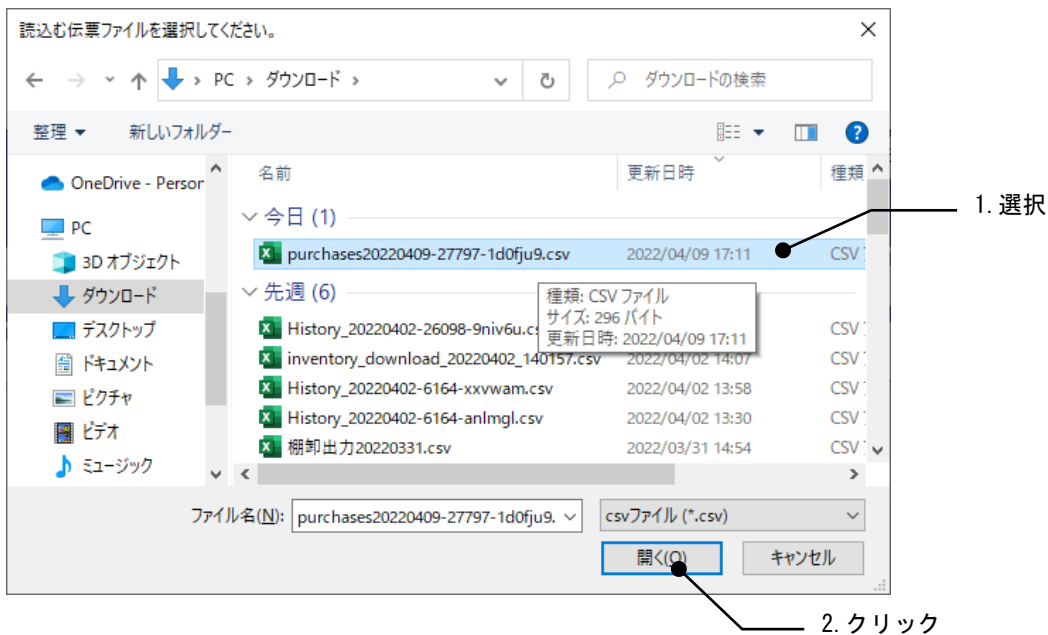 読込む伝票ファイルを選択してください。
PC › ダウンロード ›
ダウンロードの検索
整理 新しいフォルダー
名前 更新日時 種類
OneDrive - Person
PC
3D オブジェクト
ダウンロード
デスクトップ
ドキュメント
ピクチャ
ビデオ
ミュージック
今日 (1)
purchases20220409-27797-1d0fju9.csv 2022/04/09 17:11 CSV
先週 (6)
History_20220402-26098-9niv6u.cs CSV
inventory_download_20220402_140157.csv 2022/04/02 14:07 CSV
History_20220402-6164-xxvwam.csv 2022/04/02 13:58 CSV
History_20220402-6164-anlmgl.csv 2022/04/02 13:30 CSV
棚卸出力20220331.csv 2022/03/31 14:54 CSV
種類: CSV ファイル
サイズ: 296 バイト
更新日時: 2022/04/09 17:11
ファイル名(N): purchases20220409-27797-1d0fju9. csvファイル (*.csv)
開く(O) キャンセル
1.選択
2.クリック